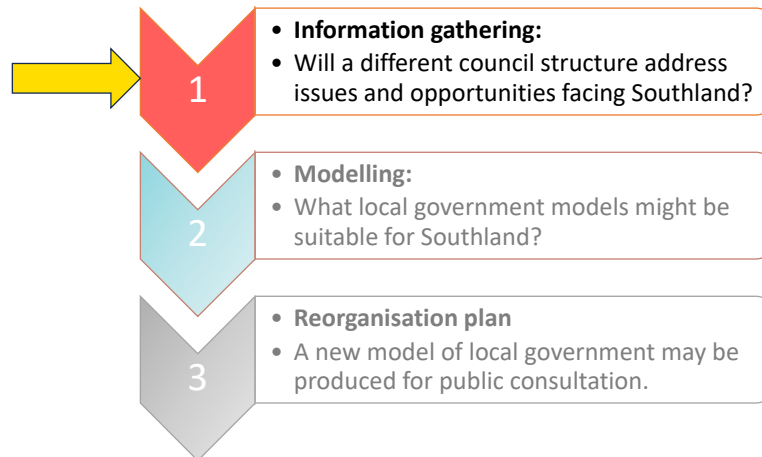 1
• Information gathering:
• Will a different council structure address
issues and opportunities facing Southland?
2
• Modelling:
• What local government models might be
suitable for Southland?
3
• Reorganisation plan
• A new model of local government may be
produced for public consultation.